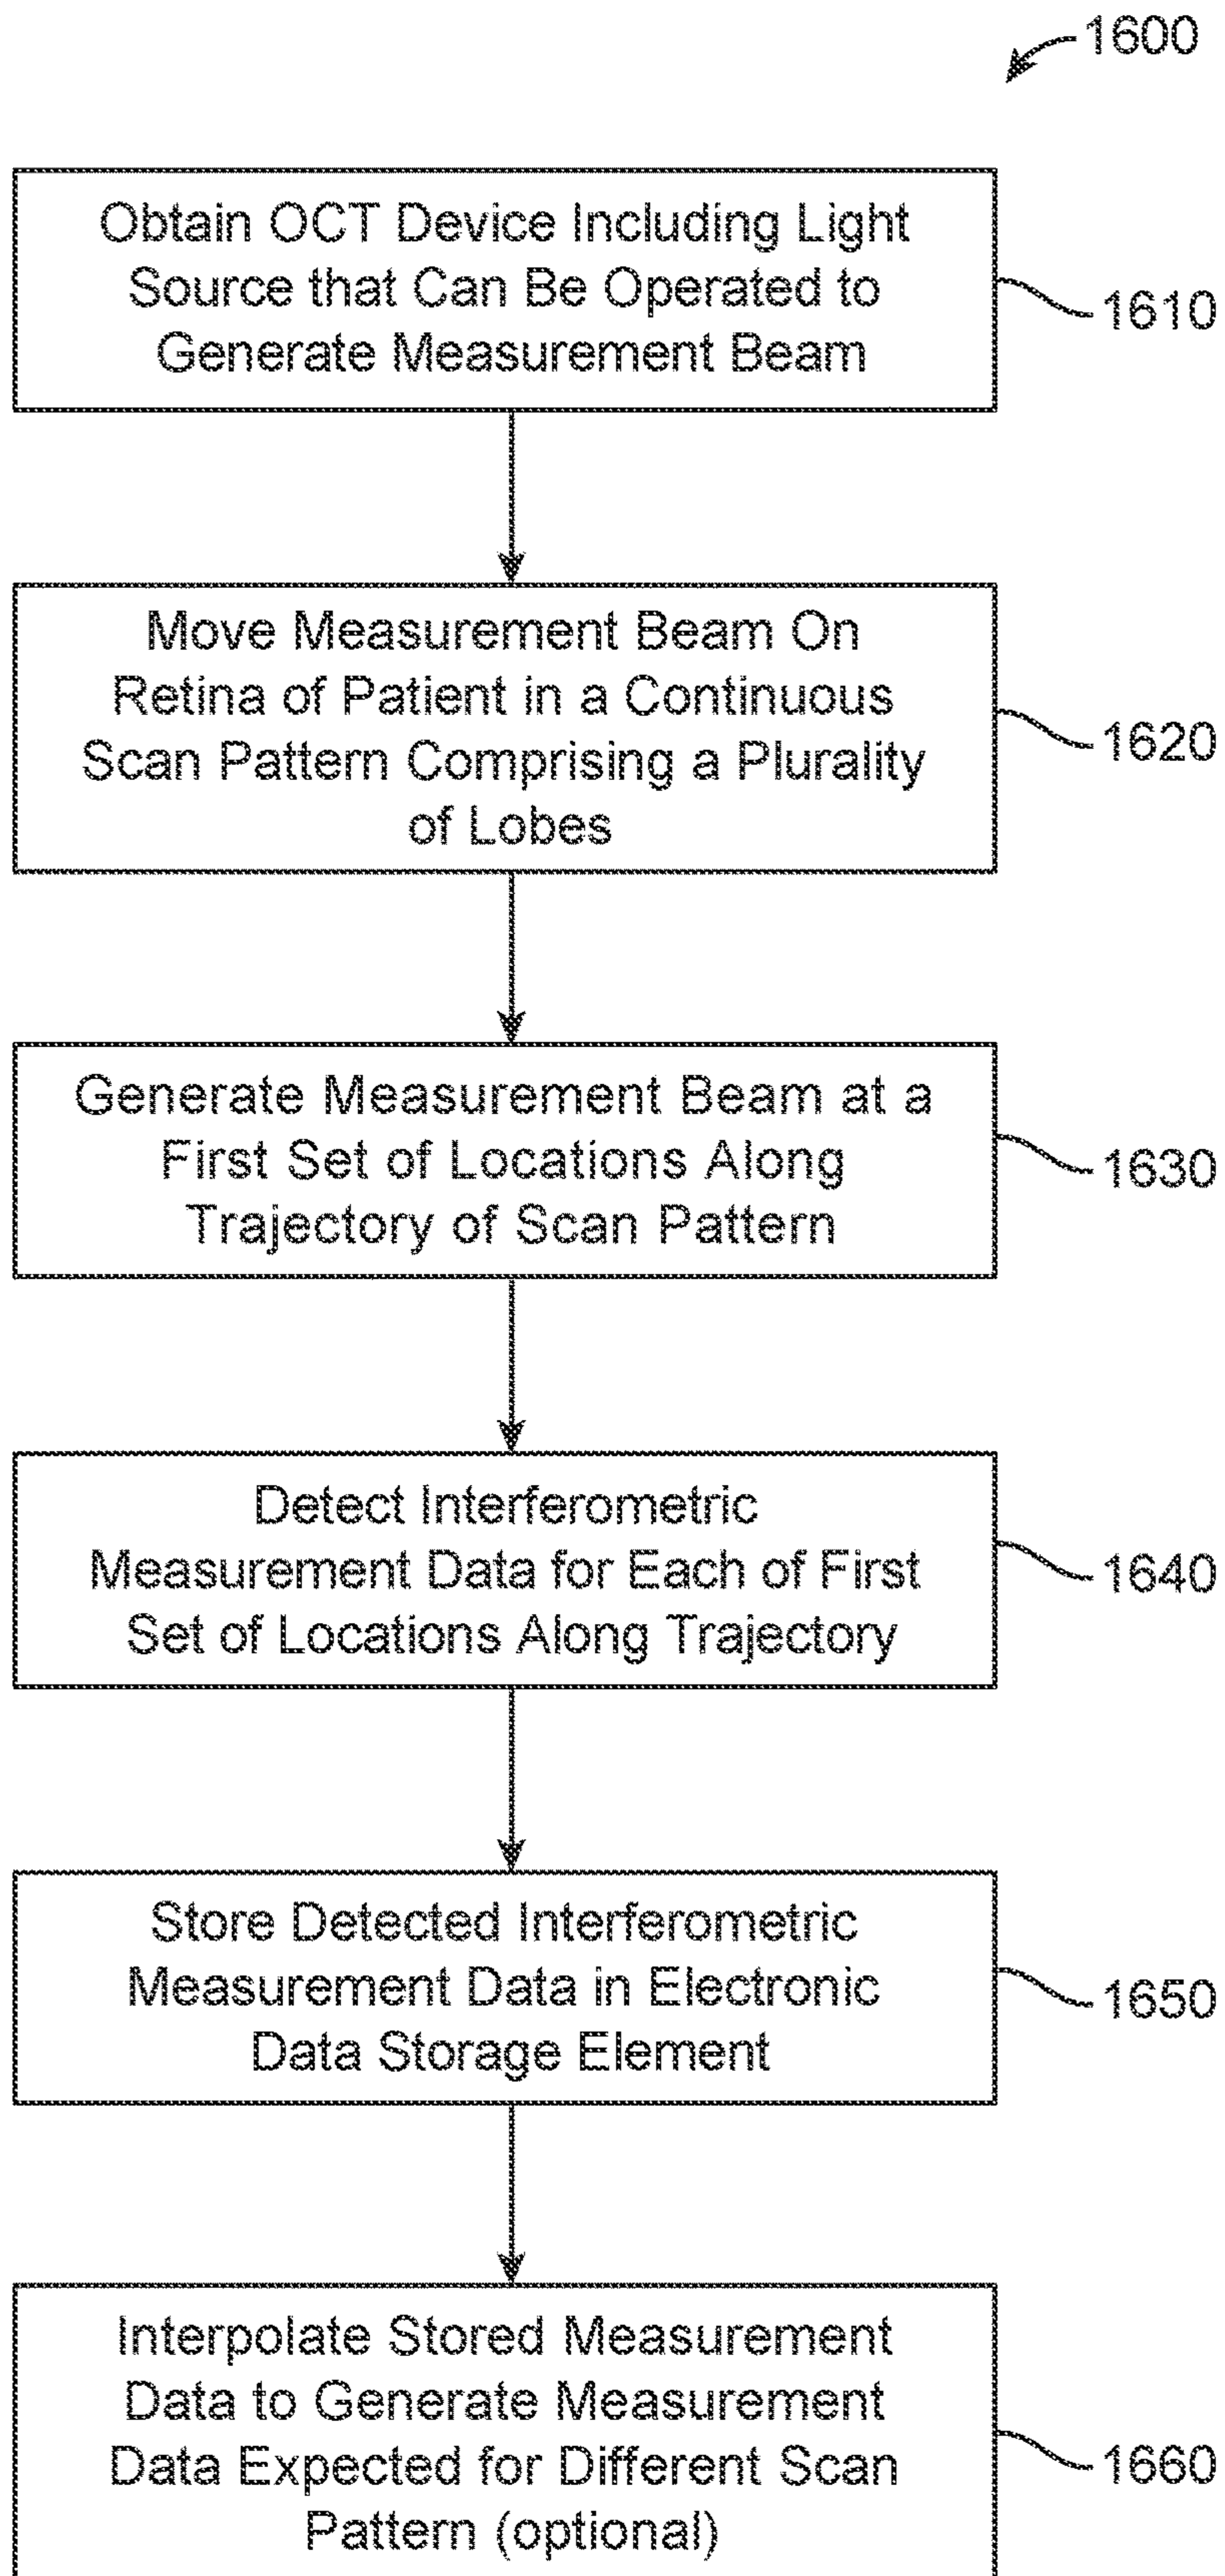 1600
Obtain OCT Device Including Light
Source that Can Be Operated to
Generate Measurement Beam
1610
Move Measurement Beam On
Retina of Patient in a Continuous
Scan Pattern Comprising a Plurality
of Lobes
1620
Generate Measurement Beam at a
First Set of Locations Along
Trajectory of Scan Pattern
1630
Detect Interferometric
Measurement Data for Each of First
Set of Locations Along Trajectory
1640
Store Detected Interferometric
Measurement Data in Electronic
Data Storage Element
1650
Interpolate Stored Measurement
Data to Generate Measurement
Data Expected for Different Scan
Pattern (optional)
1660